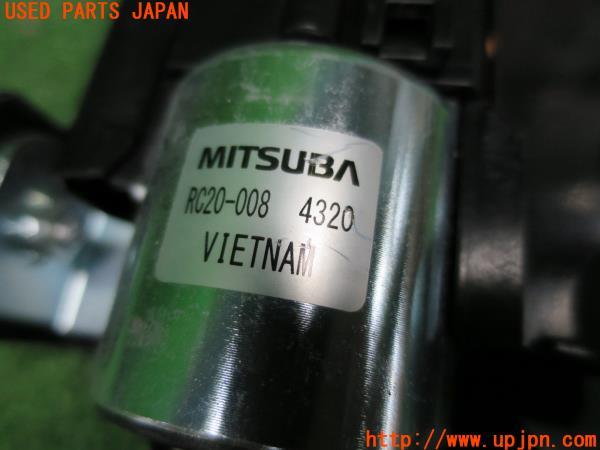 USED PARTS JAPAN
MITSUBA
RC20-008 4320
VIETNAM
http://www.upjpn.com/